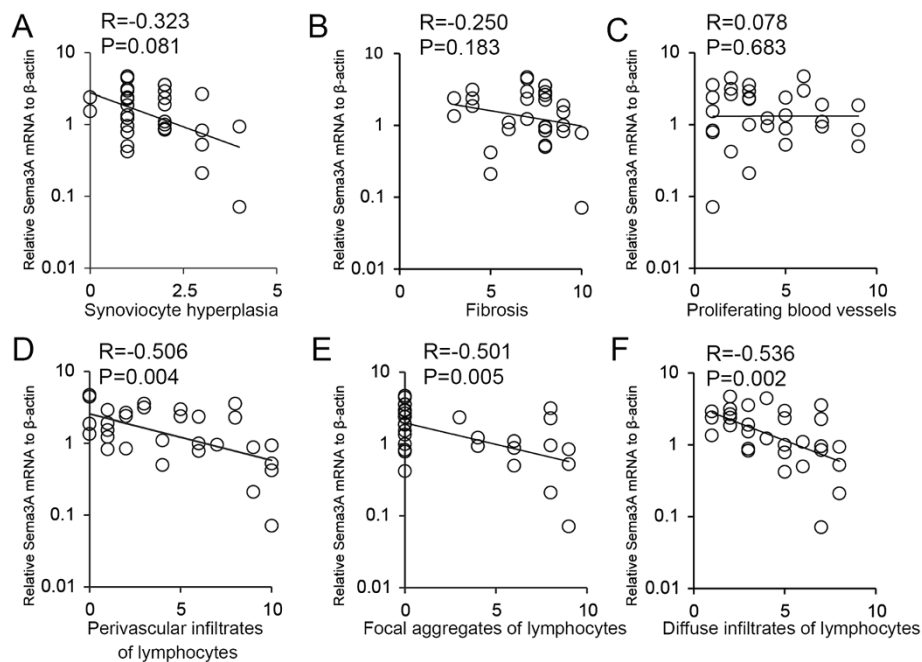 A
R=-0.323
P=0.081
Relative Sema3A mRNA to β-actin
10
1
0.1
0.01
0
2.5
5
Synoviocyte hyperplasia
B
R=-0.250
P=0.183
Relative Sema3A mRNA to β-actin
10
1
0.1
0.01
0
5
10
Fibrosis
C
R=0.078
P=0.683
Relative Sema3A mRNA to β-actin
10
1
0.1
0.01
0
5
10
Proliferating blood vessels
D
R=-0.506
P=0.004
Relative Sema3A mRNA to β-actin
10
1
0.1
0.01
0
5
10
Perivascular infiltrates
of lymphocytes
E
R=-0.501
P=0.005
Relative Sema3A mRNA to β-actin
10
1
0.1
0.01
0
5
10
Focal aggregates of lymphocytes
F
R=-0.536
P=0.002
Relative Sema3A mRNA to β-actin
10
1
0.1
0.01
0
5
10
Diffuse infiltrates of lymphocytes